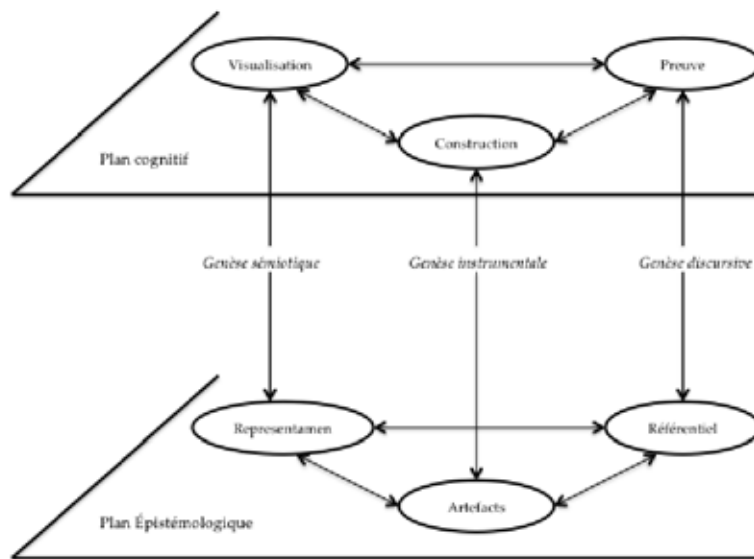 Visualisation
Preuve
Construction
Plan cognitif
Genèse sémiotique
Genèse instrumentale
Genèse discursive
Representamen
Référentiel
Artefacts
Plan Épistémologique